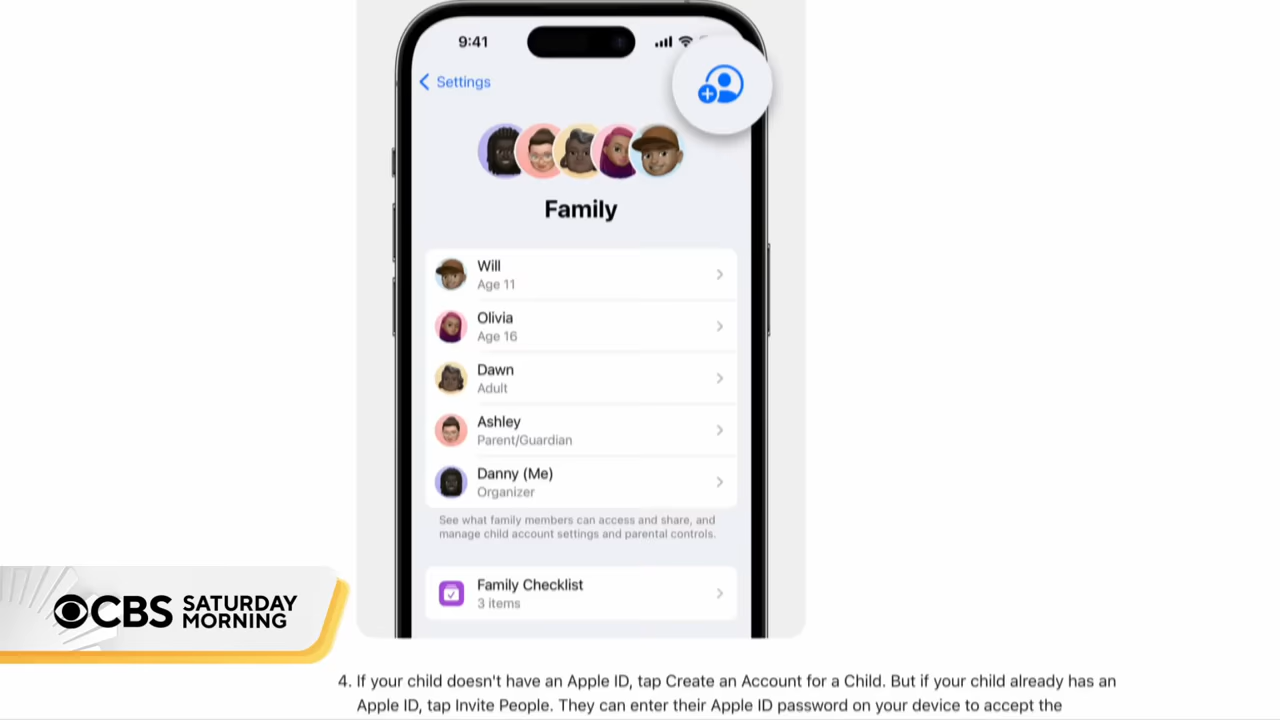 9:41
Settings
Family
Will
Age 11
Olivia
Age 16
Dawn
Adult
Ashley
Parent/Guardian
Danny (Me)
Organizer
See what family members can access and share, and
manage child account settings and parental controls.
Family Checklist
3 items
CBS SATURDAY
MORNING
4. If your child doesn't have an Apple ID, tap Create an Account for a Child. But if your child already has an
Apple ID, tap Invite People. They can enter their Apple ID password on your device to accept the